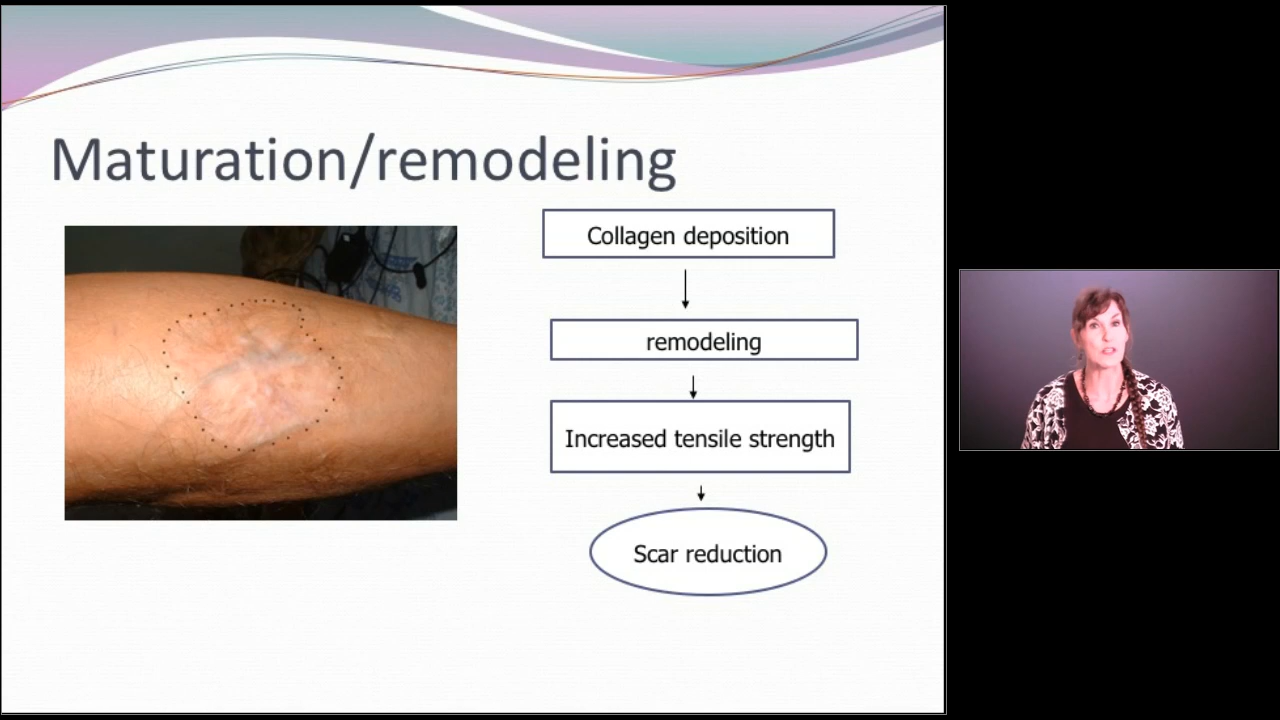 Maturation/remodeling
Collagen deposition
remodeling
Increased tensile strength
Scar reduction